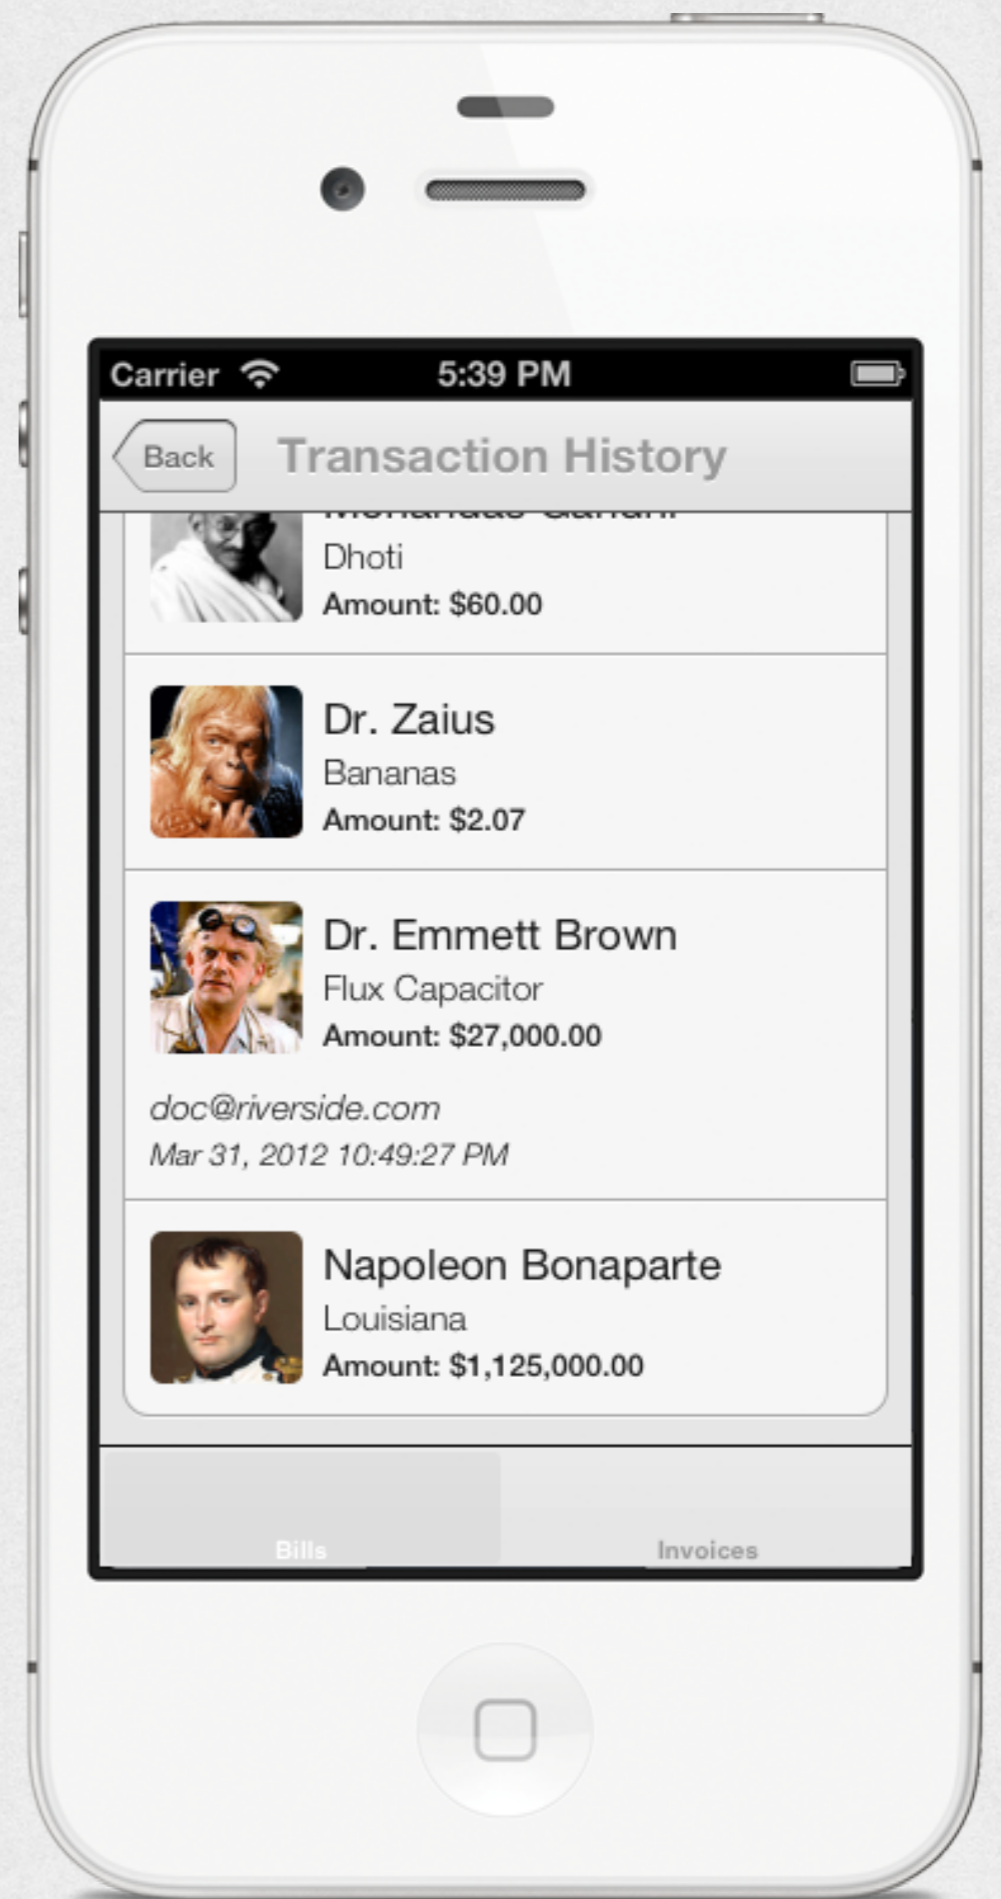 Carrier
5:39 PM
Back
Transaction History
Mohandas Gandhi
Dhoti
Amount: $60.00
Dr. Zaius
Bananas
Amount: $2.07
Dr. Emmett Brown
Flux Capacitor
Amount: $27,000.00
doc@riverside.com
Mar 31, 2012 10:49:27 PM
Napoleon Bonaparte
Louisiana
Amount: $1,125,000.00
Bills
Invoices